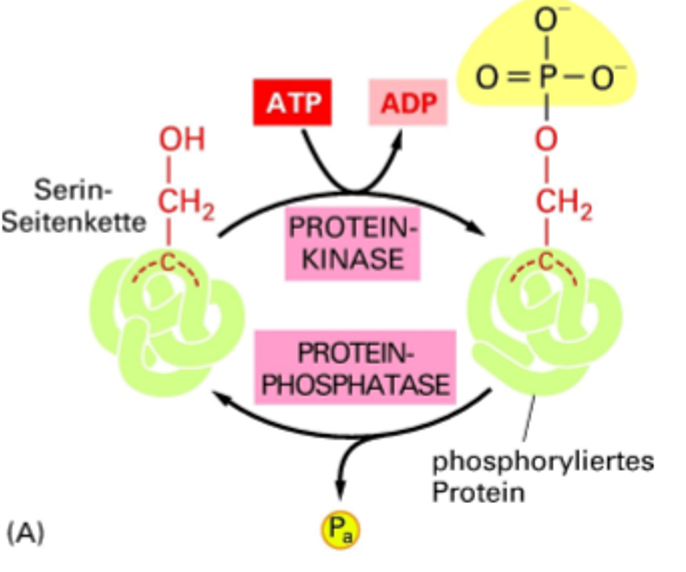 O⁻
O=P–O⁻
ATP
ADP
OH
O
Serin-
Seitenkette
CH₂
CH₂
PROTEIN-
KINASE
C
C
PROTEIN-
PHOSPHATASE
phosphoryliertes
Protein
(A)
Pₐ